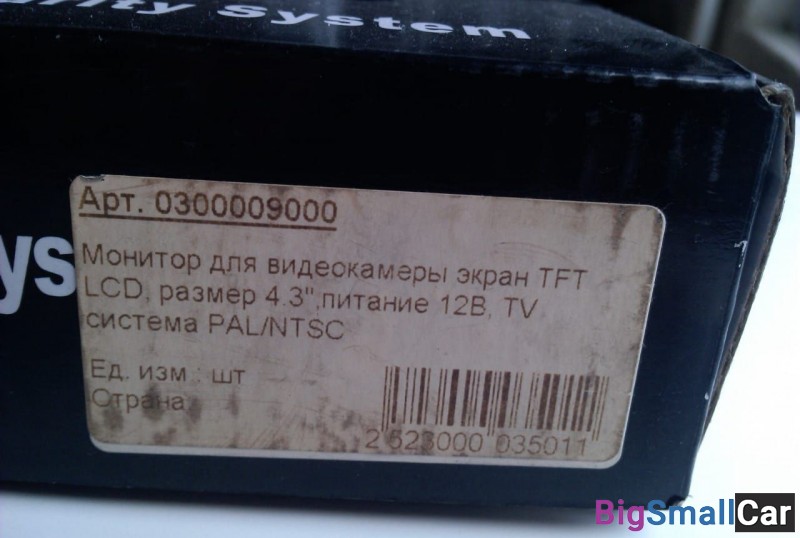 urity System
ys
Арт. 0300009000
Монитор для видеокамеры экран TFT
LCD, размер 4.3",питание 12В, TV
система PAL/NTSC
Ед. изм : шт
Страна
2 523000 035011
BigSmallCar